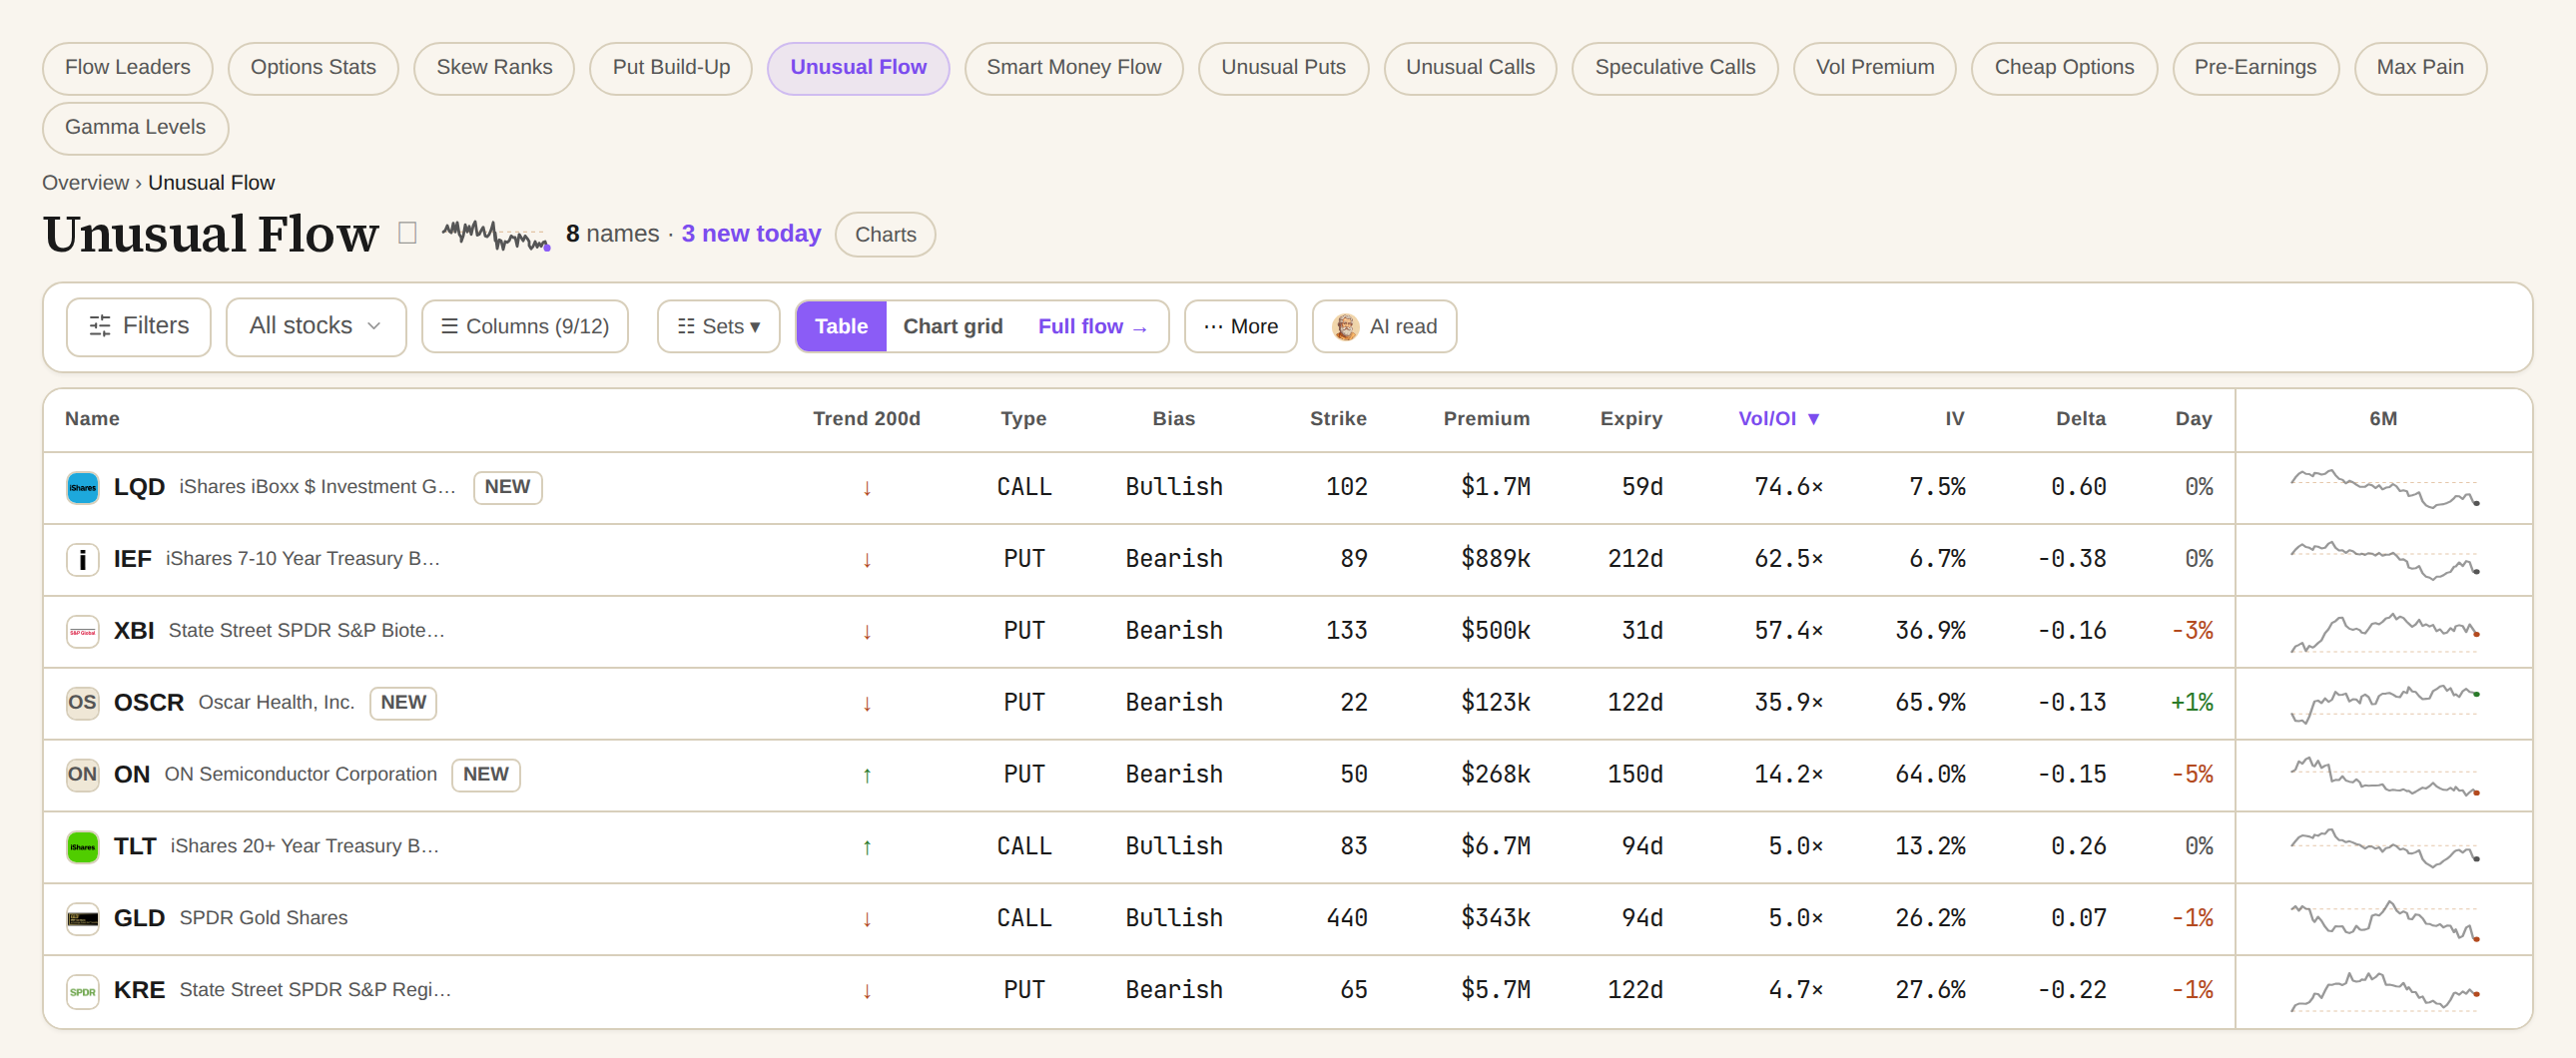 Flow Leaders Options Stats Skew Ranks Put Build-Up Unusual Flow Smart Money Flow Unusual Puts Unusual Calls Speculative Calls Vol Premium Cheap Options Pre-Earnings Max Pain
Gamma Levels
Overview › Unusual Flow
Unusual Flow 8 names · 3 new today Charts
Filters All stocks Columns (9/12) Sets ▾ Table Chart grid Full flow → ··· More AI read
Name Trend 200d Type Bias Strike Premium Expiry Vol/OI ▼ IV Delta Day 6M
iShares LQD iShares iBoxx $ Investment G… NEW ↓ CALL Bullish 102 $1.7M 59d 74.6× 7.5% 0.60 0%
i IEF iShares 7-10 Year Treasury B… ↓ PUT Bearish 89 $889k 212d 62.5× 6.7% -0.38 0%
S&P Global XBI State Street SPDR S&P Biote… ↓ PUT Bearish 133 $500k 31d 57.4× 36.9% -0.16 -3%
OS OSCR Oscar Health, Inc. NEW ↓ PUT Bearish 22 $123k 122d 35.9× 65.9% -0.13 +1%
ON ON ON Semiconductor Corporation NEW ↑ PUT Bearish 50 $268k 150d 14.2× 64.0% -0.15 -5%
iShares TLT iShares 20+ Year Treasury B… ↑ CALL Bullish 83 $6.7M 94d 5.0× 13.2% 0.26 0%
GLD SPDR Gold Shares ↓ CALL Bullish 440 $343k 94d 5.0× 26.2% 0.07 -1%
SPDR KRE State Street SPDR S&P Regi… ↓ PUT Bearish 65 $5.7M 122d 4.7× 27.6% -0.22 -1%